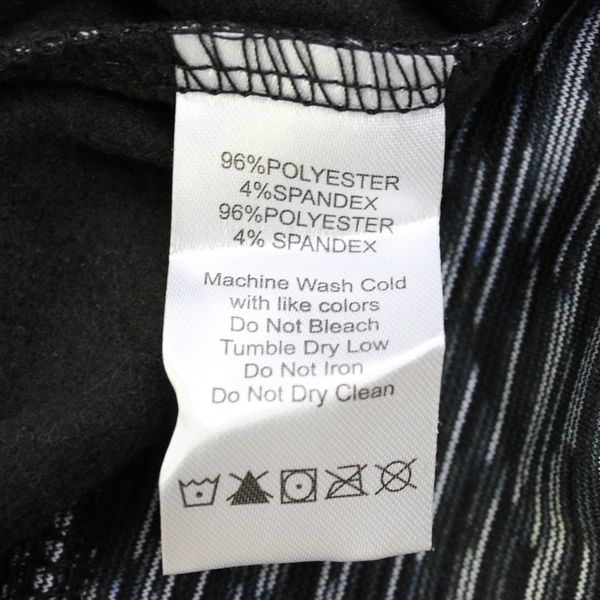 96%POLYESTER
4%SPANDEX
96%POLYESTER
4% SPANDEX
Machine Wash Cold
with like colors
Do Not Bleach
Tumble Dry Low
Do Not Iron
Do Not Dry Clean